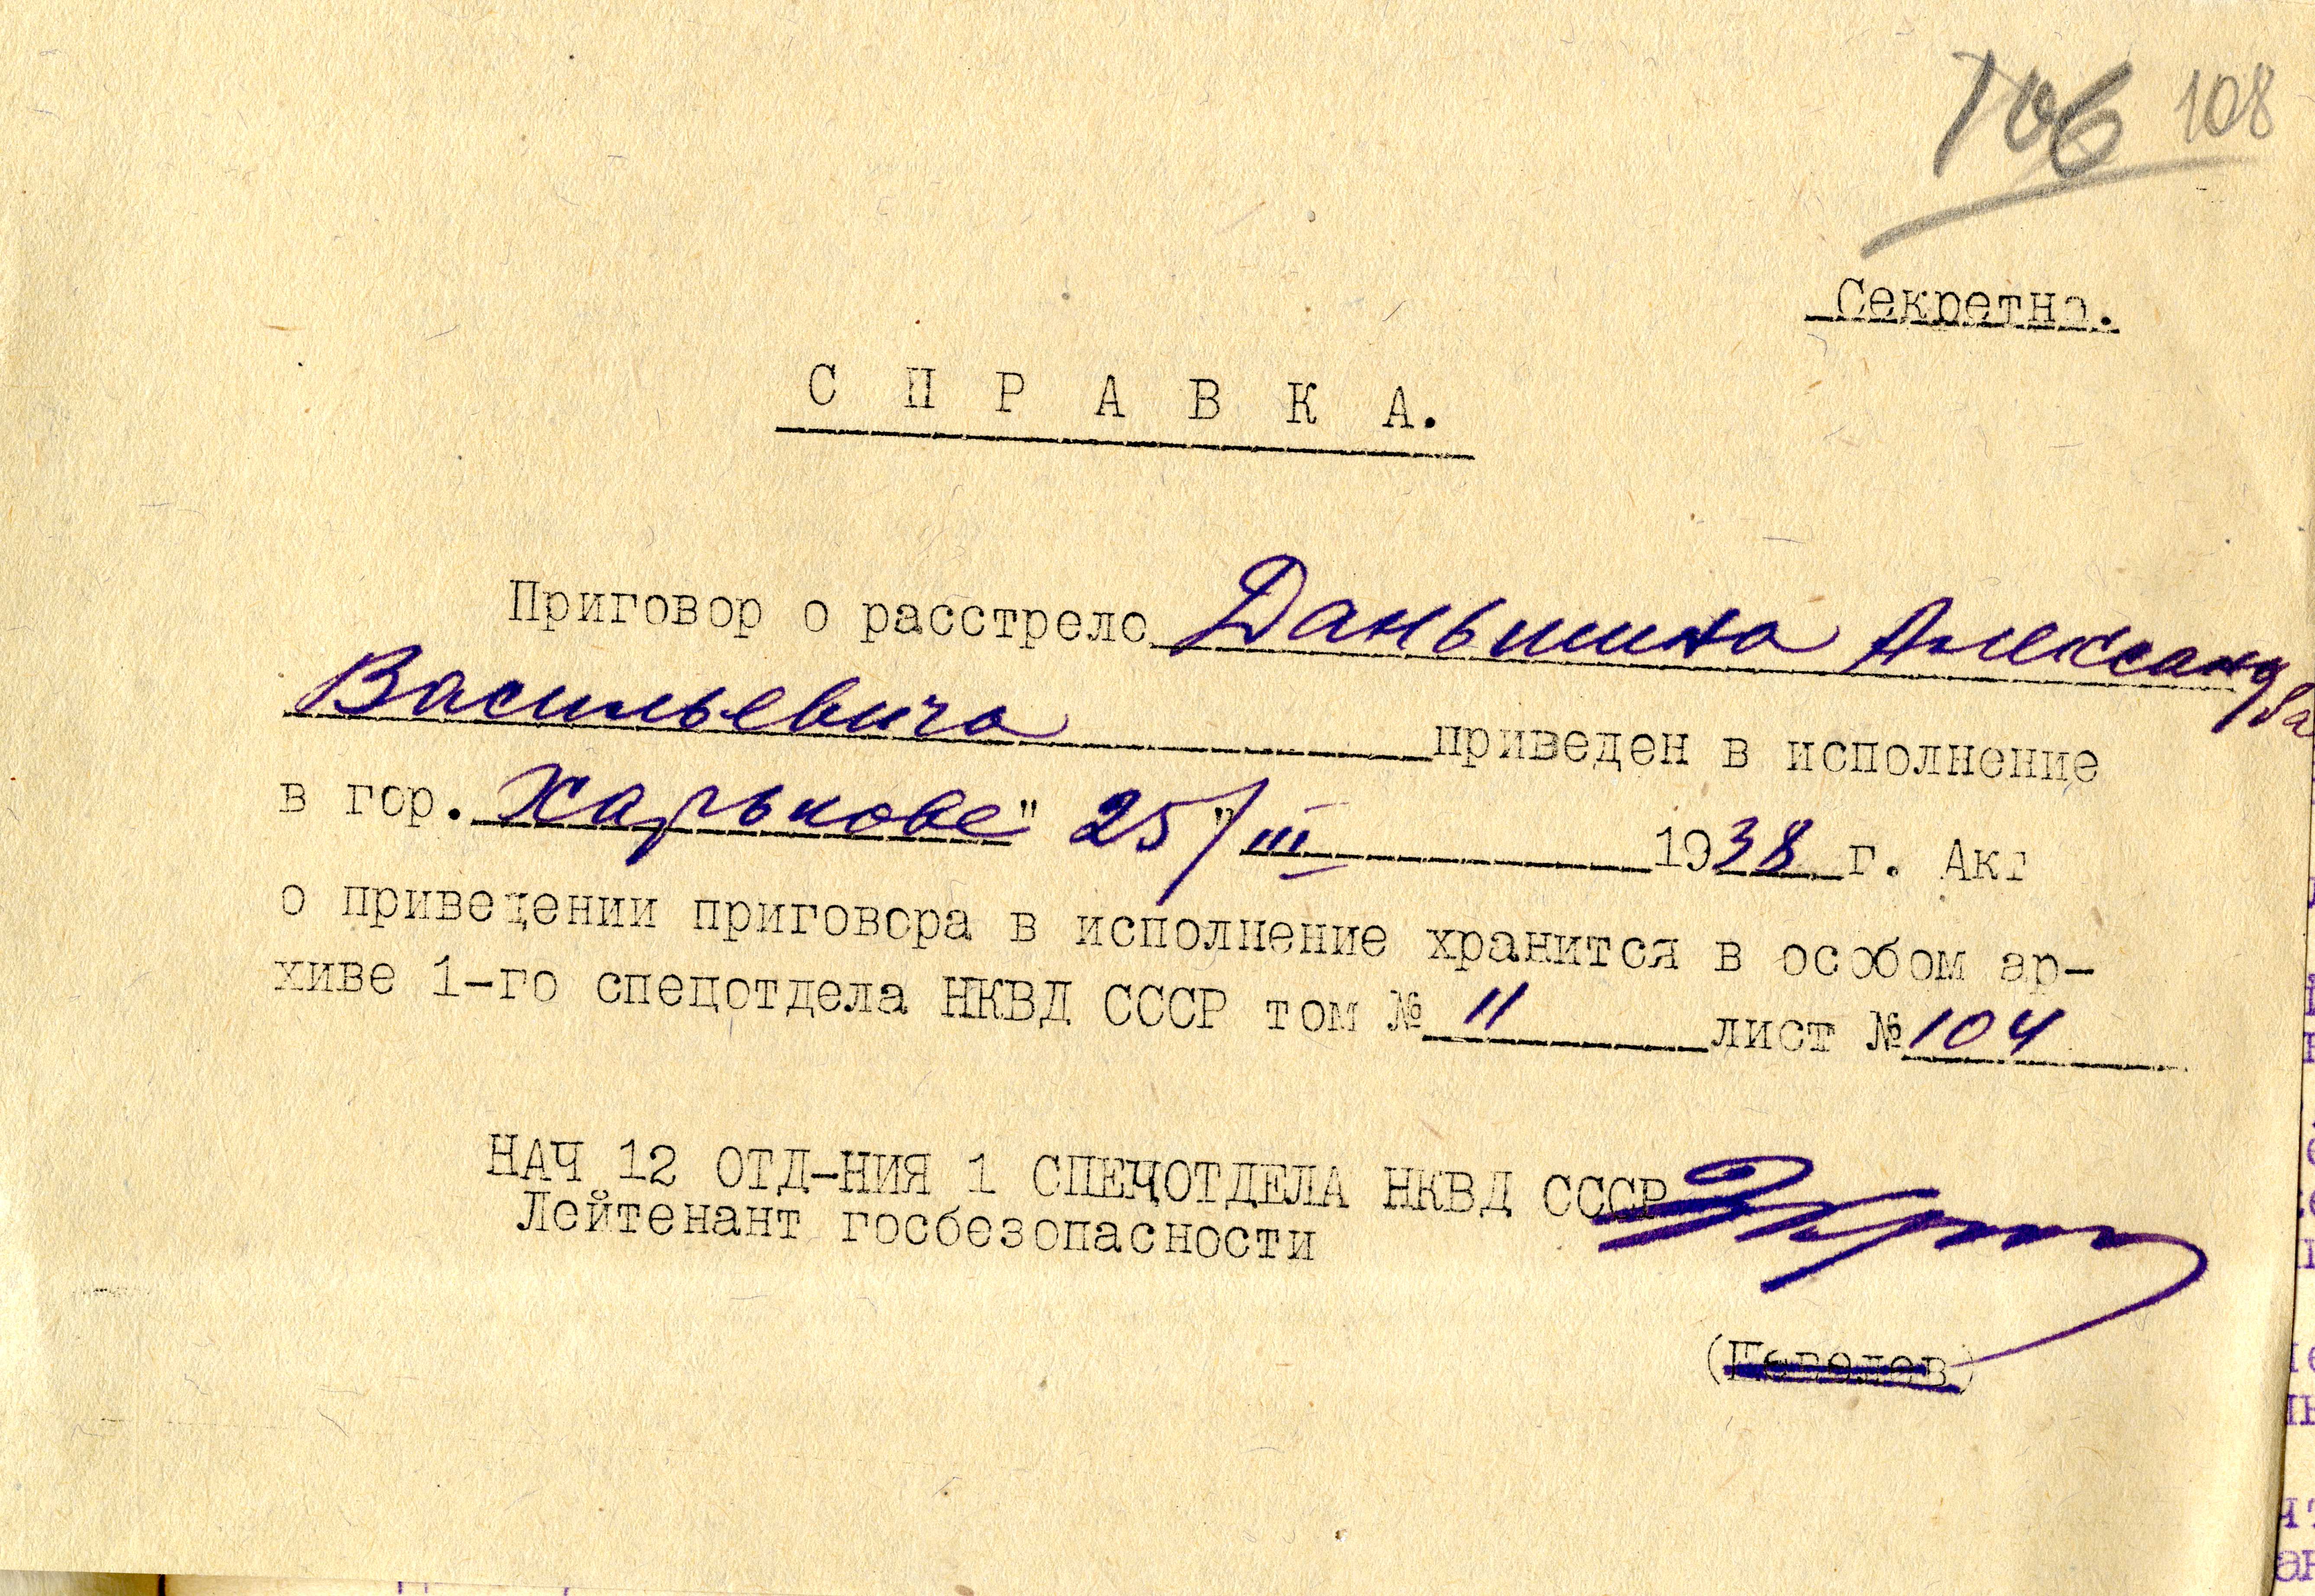 106 108
Секретно.
СПРАВКА.
Приговор о расстреле Даньшина Александра
Васильевича приведен в исполнение
в гор. Харькове "25/" III 1938 г. Акт
о приведении приговора в исполнение хранится в особом ар-
хиве 1-го спецотдела НКВД СССР том № 11 лист № 104
НАЧ 12 ОТД-НИЯ 1 СПЕЦОТДЕЛА НКВД СССР
Лейтенант госбезопасности